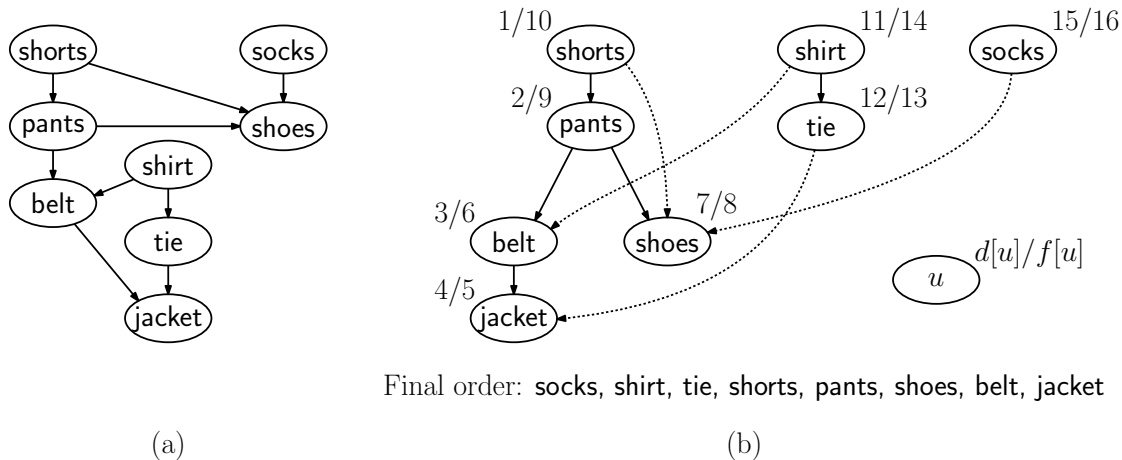 shorts
socks
pants
shoes
shirt
belt
tie
jacket
(a)
1/10
shorts
11/14
shirt
15/16
socks
2/9
pants
12/13
tie
3/6
belt
7/8
shoes
4/5
jacket
u
d[u]/f[u]
Final order: socks, shirt, tie, shorts, pants, shoes, belt, jacket
(b)